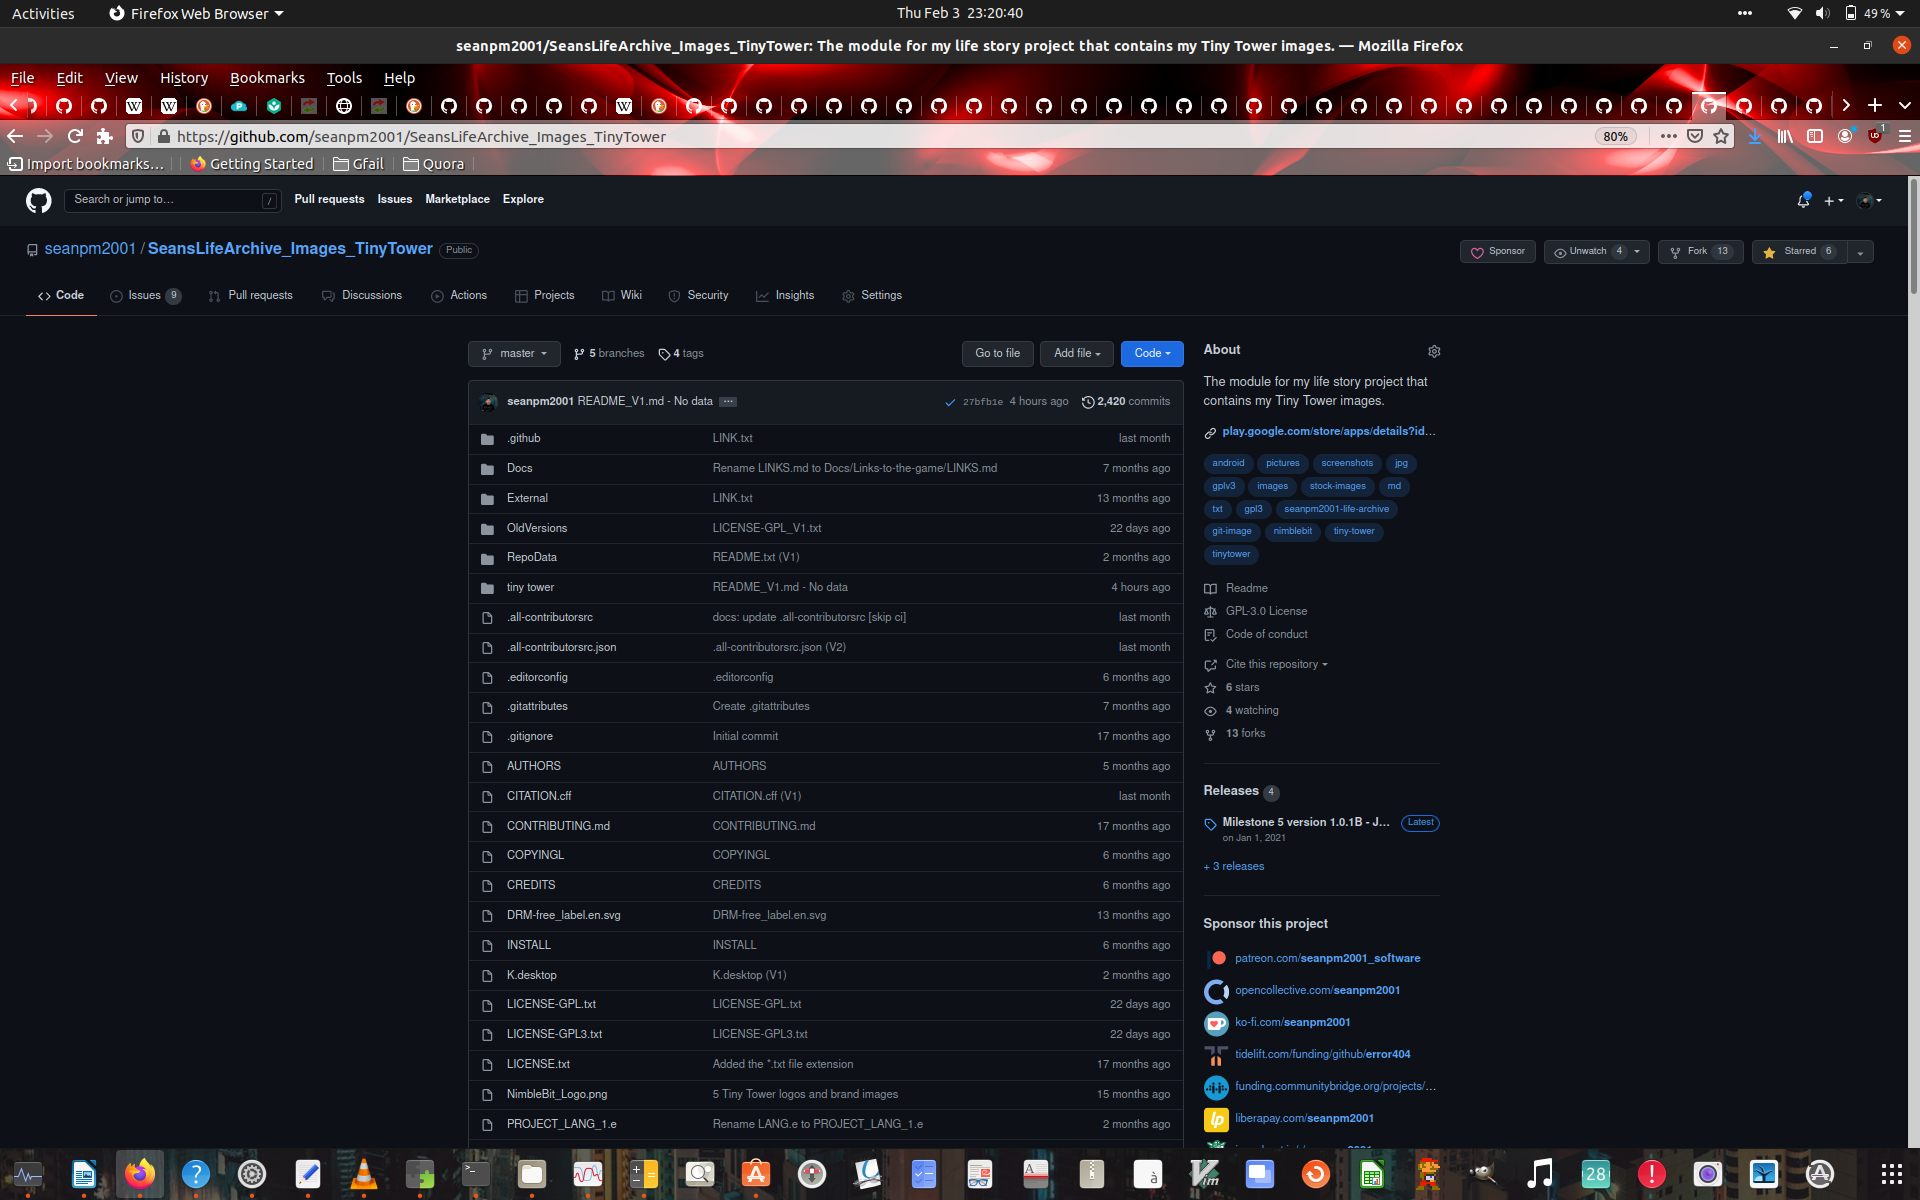 Activities
Firefox Web Browser
Thu Feb 3 23:20:40
49 %
seanpm2001/SeansLifeArchive_Images_TinyTower: The module for my life story project that contains my Tiny Tower images. — Mozilla Firefox
File Edit View History Bookmarks Tools Help
https://github.com/seanpm2001/SeansLifeArchive_Images_TinyTower
80%
1
Import bookmarks… Getting Started Gfail Quora
Search or jump to… /
Pull requests Issues Marketplace Explore
seanpm2001 / SeansLifeArchive_Images_TinyTower Public
Sponsor Unwatch 4 Fork 13 Starred 6
Code Issues 9 Pull requests Discussions Actions Projects Wiki Security Insights Settings
master 5 branches 4 tags Go to file Add file Code
seanpm2001 README_V1.md - No data ... 27bfb1e 4 hours ago 2,420 commits
.github LINK.txt last month
Docs Rename LINKS.md to Docs/Links-to-the-game/LINKS.md 7 months ago
External LINK.txt 13 months ago
OldVersions LICENSE-GPL_V1.txt 22 days ago
RepoData README.txt (V1) 2 months ago
tiny tower README_V1.md - No data 4 hours ago
.all-contributorsrc docs: update .all-contributorsrc [skip ci] last month
.all-contributorsrc.json .all-contributorsrc.json (V2) last month
.editorconfig .editorconfig 6 months ago
.gitattributes Create .gitattributes 7 months ago
.gitignore Initial commit 17 months ago
AUTHORS AUTHORS 5 months ago
CITATION.cff CITATION.cff (V1) last month
CONTRIBUTING.md CONTRIBUTING.md 17 months ago
COPYINGL COPYINGL 6 months ago
CREDITS CREDITS 6 months ago
DRM-free_label.en.svg DRM-free_label.en.svg 13 months ago
INSTALL INSTALL 6 months ago
K.desktop K.desktop (V1) 2 months ago
LICENSE-GPL.txt LICENSE-GPL.txt 22 days ago
LICENSE-GPL3.txt LICENSE-GPL3.txt 22 days ago
LICENSE.txt Added the *.txt file extension 17 months ago
NimbleBit_Logo.png 5 Tiny Tower logos and brand images 15 months ago
PROJECT_LANG_1.e Rename LANG.e to PROJECT_LANG_1.e 2 months ago
About
The module for my life story project that
contains my Tiny Tower images.
play.google.com/store/apps/details?id…
android pictures screenshots jpg
gplv3 images stock-images md
txt gpl3 seanpm2001-life-archive
git-image nimblebit tiny-tower
tinytower
Readme
GPL-3.0 License
Code of conduct
Cite this repository
6 stars
4 watching
13 forks
Releases 4
Milestone 5 version 1.0.1B - J… Latest
on Jan 1, 2021
+ 3 releases
Sponsor this project
patreon.com/seanpm2001_software
opencollective.com/seanpm2001
ko-fi.com/seanpm2001
tidelift.com/funding/github/error404
funding.communitybridge.org/projects/…
liberapay.com/seanpm2001
28